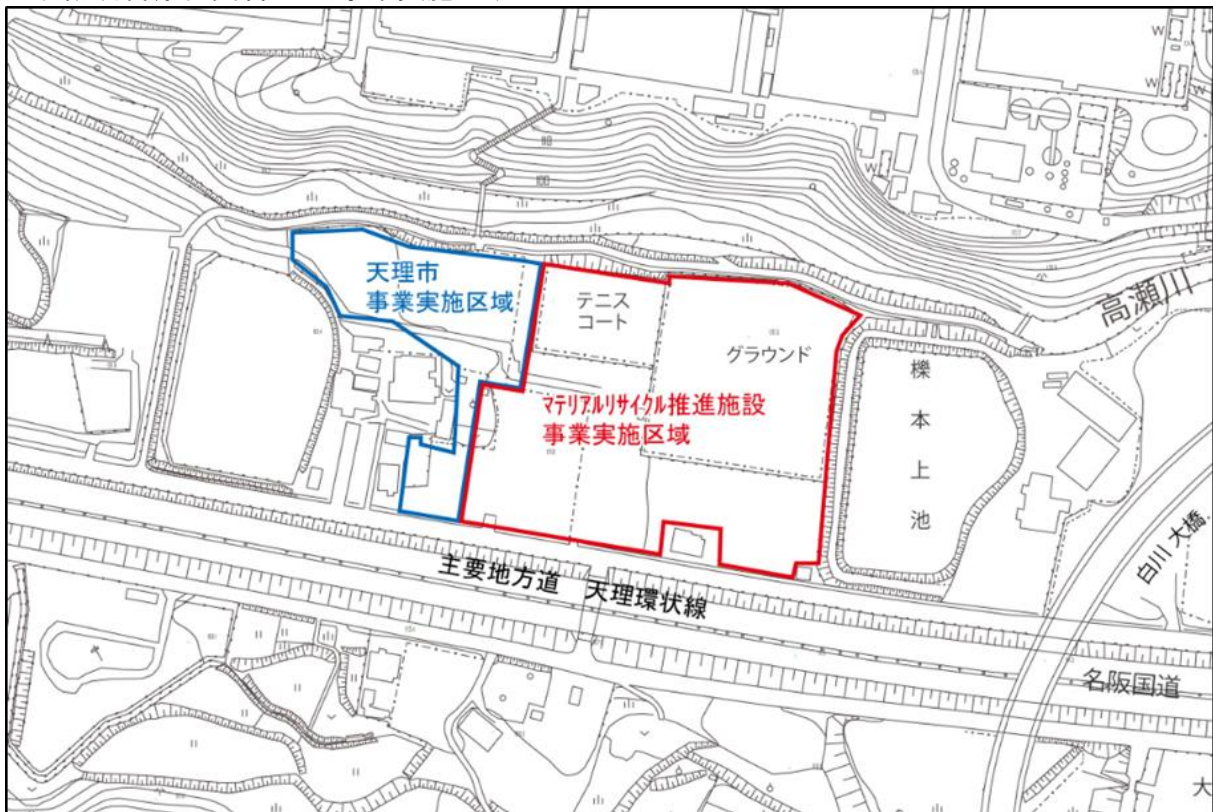 天理市
事業実施区域
テニス
コート
グラウンド
高瀬川
マテリアルリサイクル推進施設
事業実施区域
櫟本上池
白川大橋
主要地方道 天理環状線
名阪国道
大
W
W
W
W
W